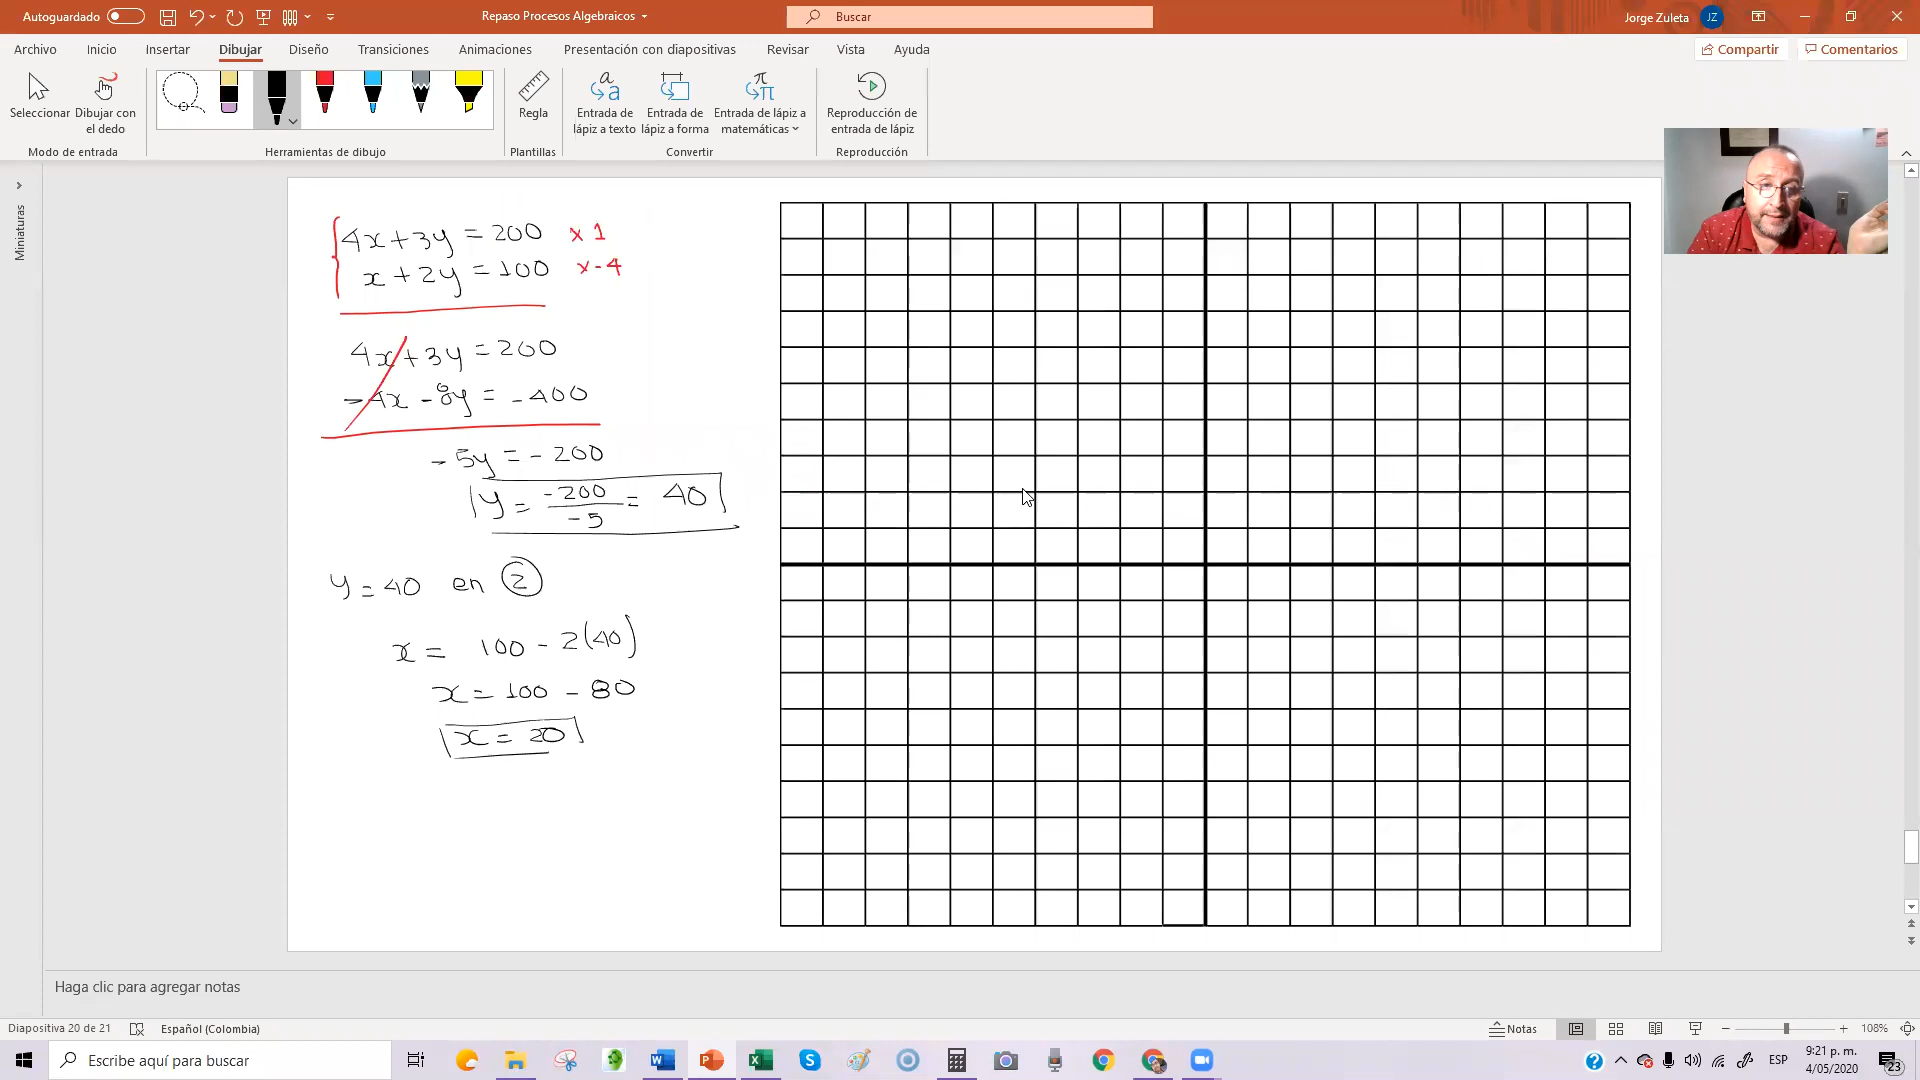 Autoguardado
Repaso Procesos Algebraicos
Buscar
Jorge Zuleta
JZ
Archivo Inicio Insertar Dibujar Diseño Transiciones Animaciones Presentación con diapositivas Revisar Vista Ayuda
Compartir Comentarios
Seleccionar
Dibujar con el dedo
Regla
Entrada de lápiz a texto
Entrada de lápiz a forma
Entrada de lápiz a matemáticas
Reproducción de entrada de lápiz
Modo de entrada Herramientas de dibujo Plantillas Convertir Reproducción
Miniaturas
4x+3y = 200 x 1
x + 2y = 100 x -4
4x + 3y = 200
-4x - 8y = -400
- 5y = - 200
y = -200/-5 = 40
y = 40 en 2
x = 100 - 2(40)
x = 100 - 80
x = 20
Haga clic para agregar notas
Diapositiva 20 de 21 Español (Colombia) Notas 108%
Escribe aquí para buscar
ESP
9:21 p. m.
4/05/2020
23